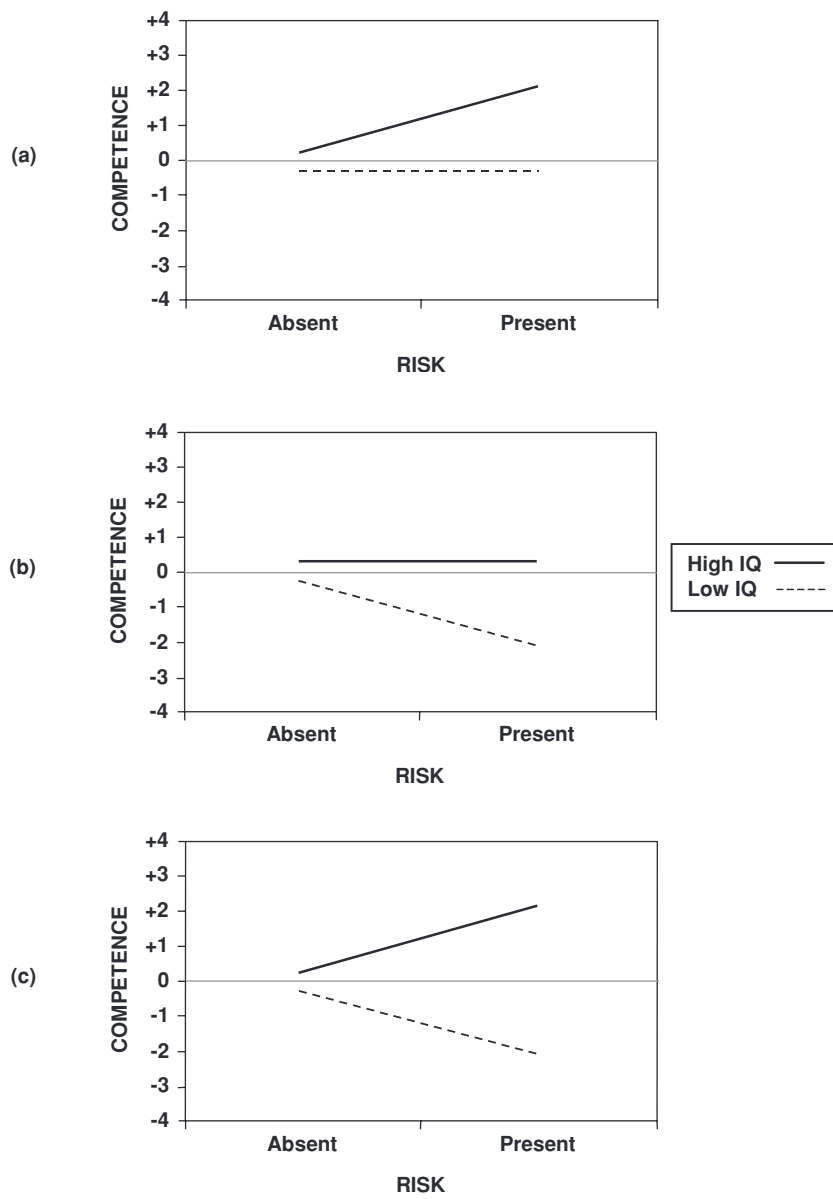 +4
+3
+2
+1
0
-1
-2
-3
-4
COMPETENCE
(a)
Absent Present
RISK
+4
+3
+2
+1
0
-1
-2
-3
-4
COMPETENCE
(b)
High IQ
Low IQ
Absent Present
RISK
+4
+3
+2
+1
0
-1
-2
-3
-4
COMPETENCE
(c)
Absent Present
RISK